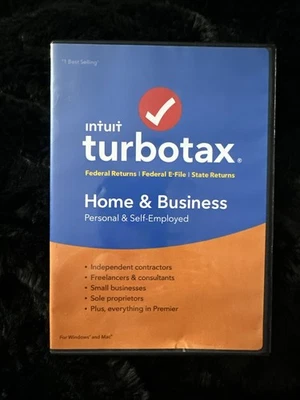 "1 Best Selling"
intuit
turbotax®
Federal Returns | Federal E-File | State Returns
Home & Business
Personal & Self-Employed
• Independent contractors
• Freelancers & consultants
• Small businesses
• Sole proprietors
• Plus, everything in Premier
For Windows® and Mac®